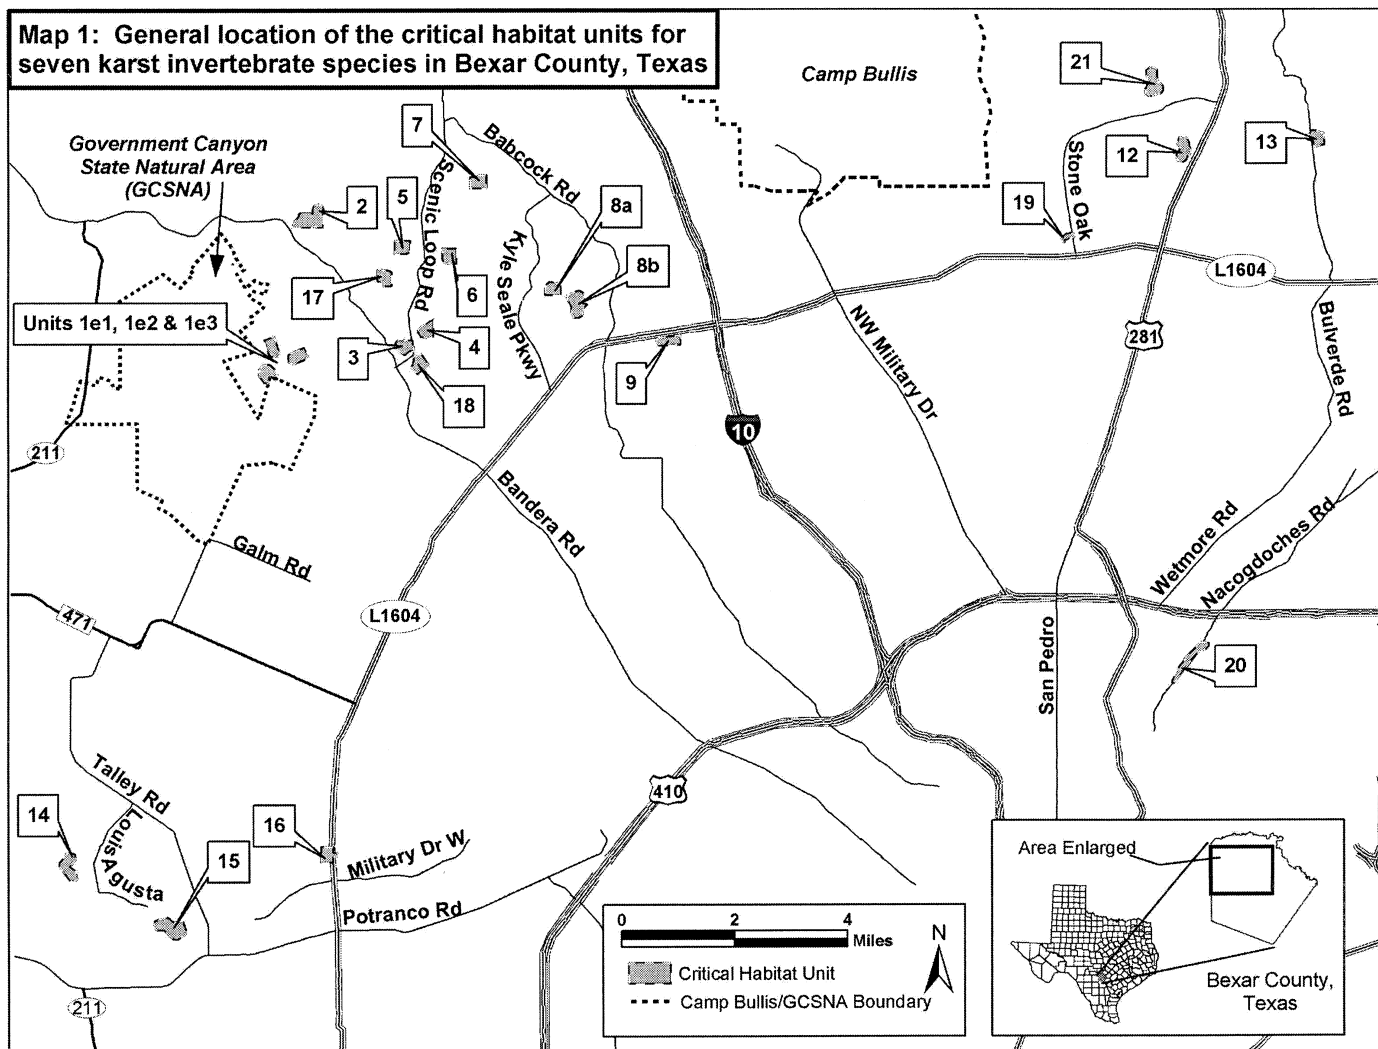 Map 1: General location of the critical habitat units for
seven karst invertebrate species in Bexar County, Texas
Camp Bullis
21
7
Babcock Rd
Government Canyon
State Natural Area
(GCSNA)
Scenic Loop Rd
Stone Oak
12
13
2
5
8a
19
Kyle Seale Pkwy
8b
L1604
17
6
Units 1e1, 1e2 & 1e3
3
4
NW Military Dr
281
Bulverde Rd
9
18
10
211
Bandera Rd
Galm Rd
Wetmore Rd
Nacogdoches Rd
471
L1604
San Pedro
20
Talley Rd
410
14
Louis Agusta
16
Military Dr W
15
Potranco Rd
211
0 2 4
Miles
N
Critical Habitat Unit
Camp Bullis/GCSNA Boundary
Area Enlarged
Bexar County,
Texas